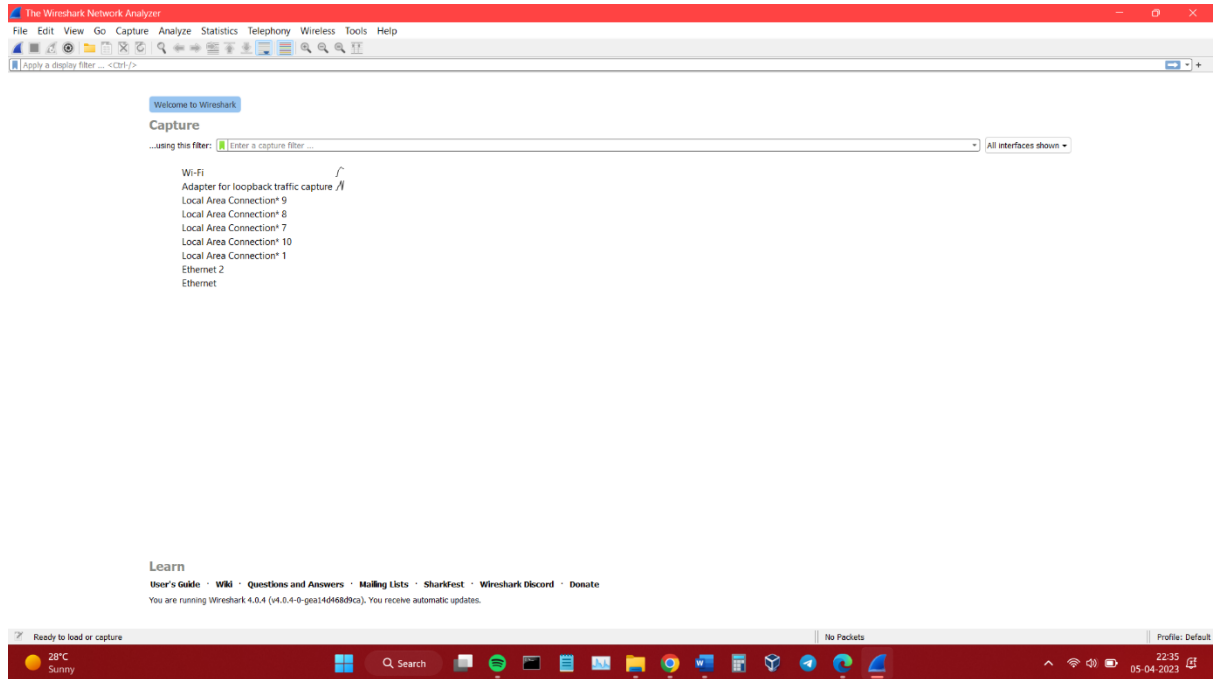 The Wireshark Network Analyzer
File Edit View Go Capture Analyze Statistics Telephony Wireless Tools Help
Apply a display filter ... <Ctrl-/>
Welcome to Wireshark
Capture
...using this filter: Enter a capture filter ... All interfaces shown
Wi-Fi
Adapter for loopback traffic capture
Local Area Connection* 9
Local Area Connection* 8
Local Area Connection* 7
Local Area Connection* 10
Local Area Connection* 1
Ethernet 2
Ethernet
Learn
User's Guide · Wiki · Questions and Answers · Mailing Lists · SharkFest · Wireshark Discord · Donate
You are running Wireshark 4.0.4 (v4.0.4-0-gea14d468d9ca). You receive automatic updates.
Ready to load or capture No Packets Profile: Default
28°C
Sunny
Search
22:35
05-04-2023